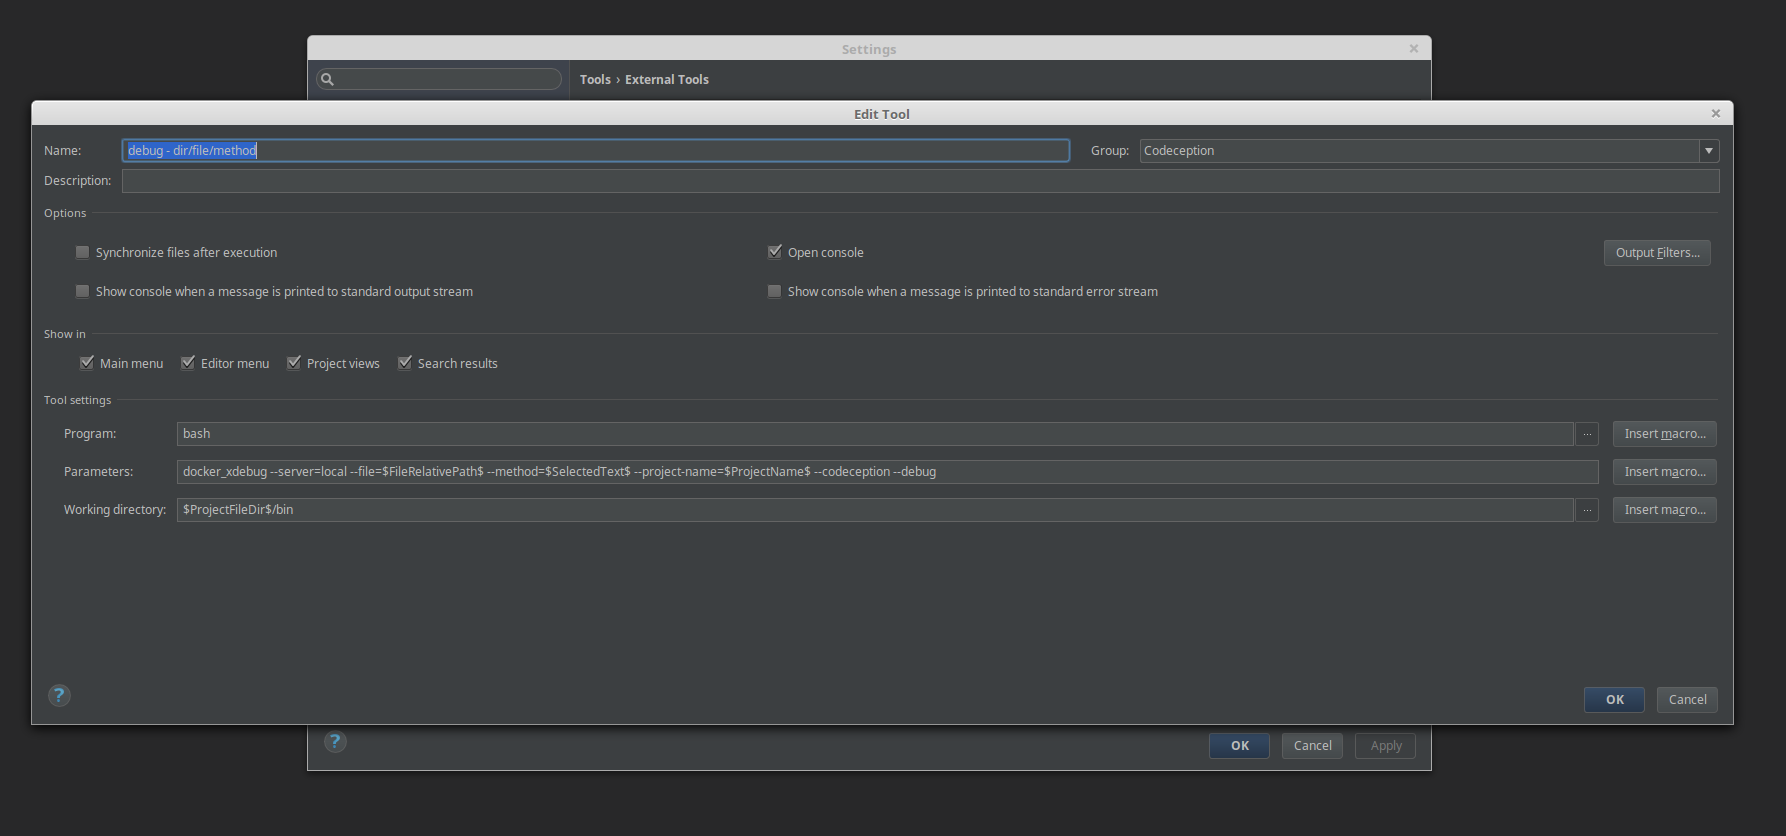 Settings
Tools › External Tools
Edit Tool
Name: debug - dir/file/method Group: Codeception
Description:
Options
Synchronize files after execution Open console Output Filters...
Show console when a message is printed to standard output stream Show console when a message is printed to standard error stream
Show in
Main menu Editor menu Project views Search results
Tool settings
Program: bash ... Insert macro...
Parameters: docker_xdebug --server=local --file=$FileRelativePath$ --method=$SelectedText$ --project-name=$ProjectName$ --codeception --debug Insert macro...
Working directory: $ProjectFileDir$/bin ... Insert macro...
? OK Cancel
? OK Cancel Apply